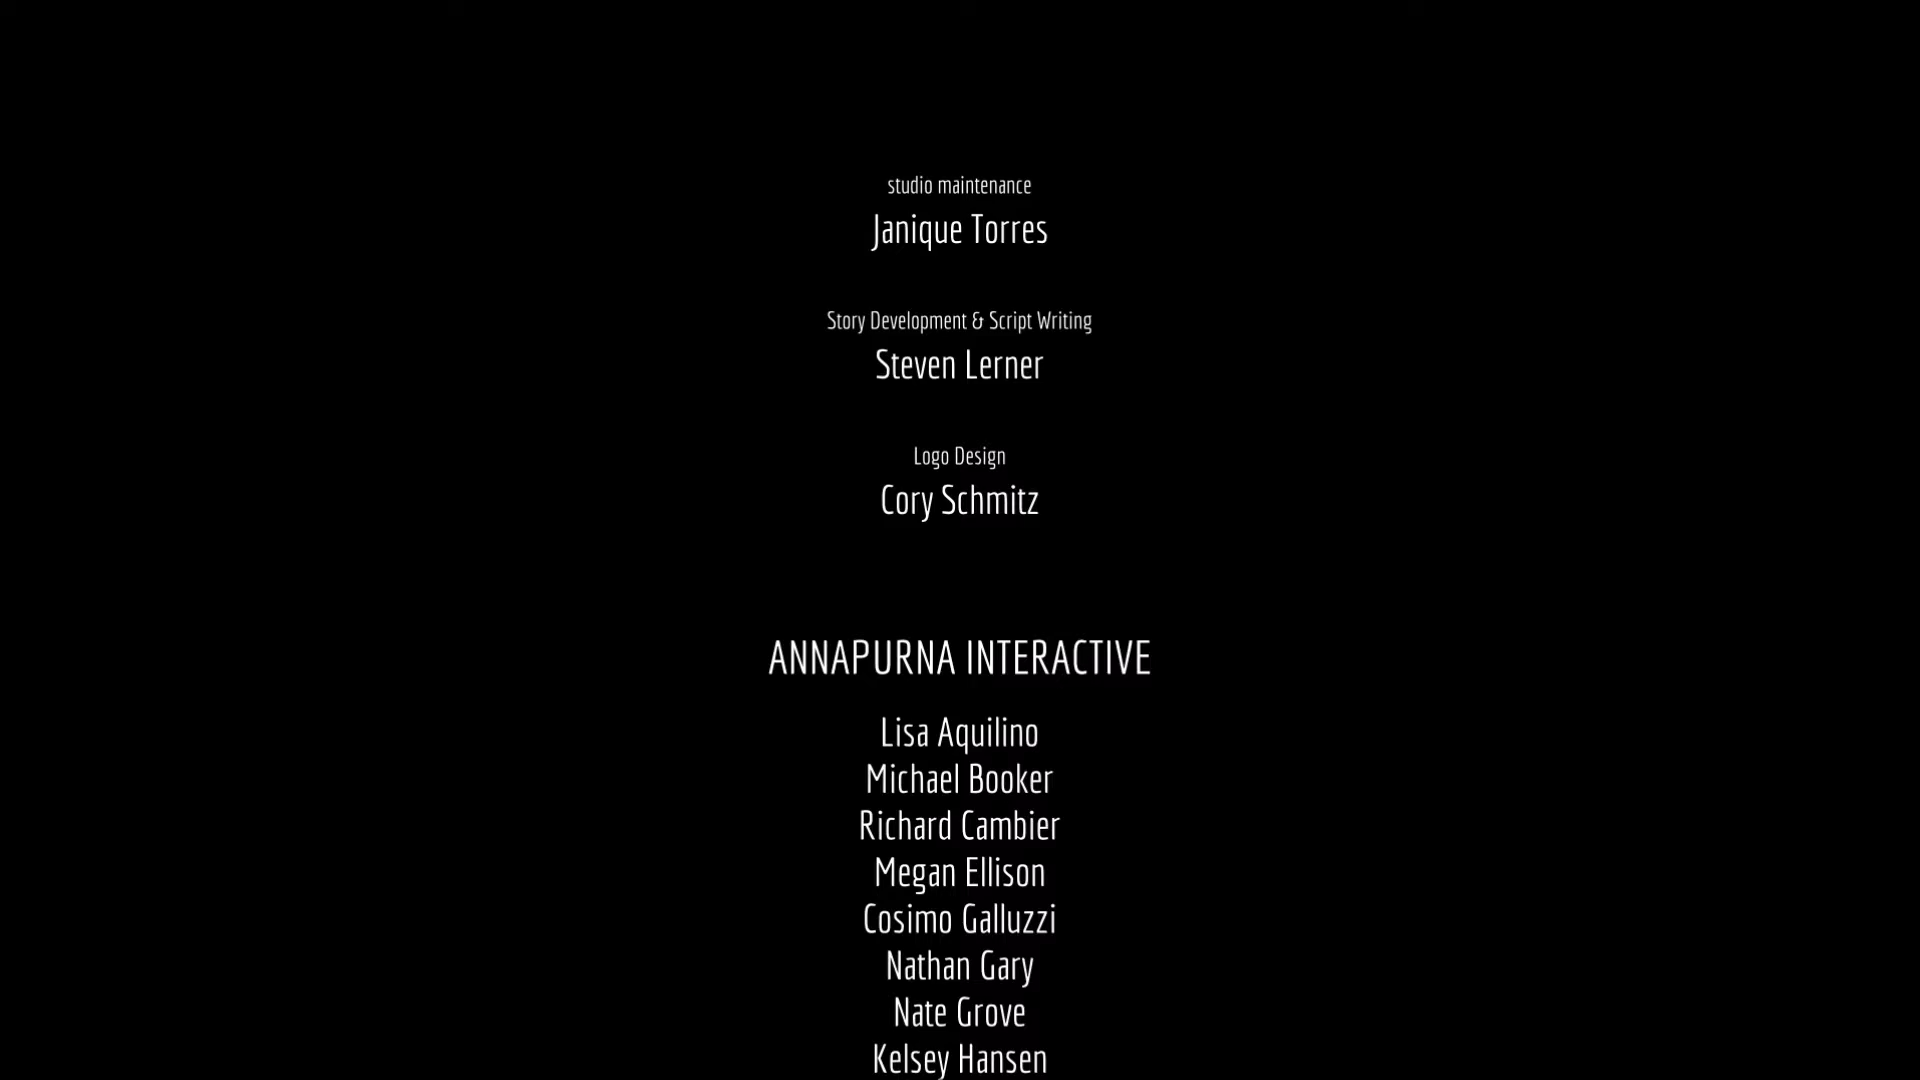 studio maintenance
Janique Torres
Story Development & Script Writing
Steven Lerner
Logo Design
Cory Schmitz
ANNAPURNA INTERACTIVE
Lisa Aquilino
Michael Booker
Richard Cambier
Megan Ellison
Cosimo Galluzzi
Nathan Gary
Nate Grove
Kelsey Hansen